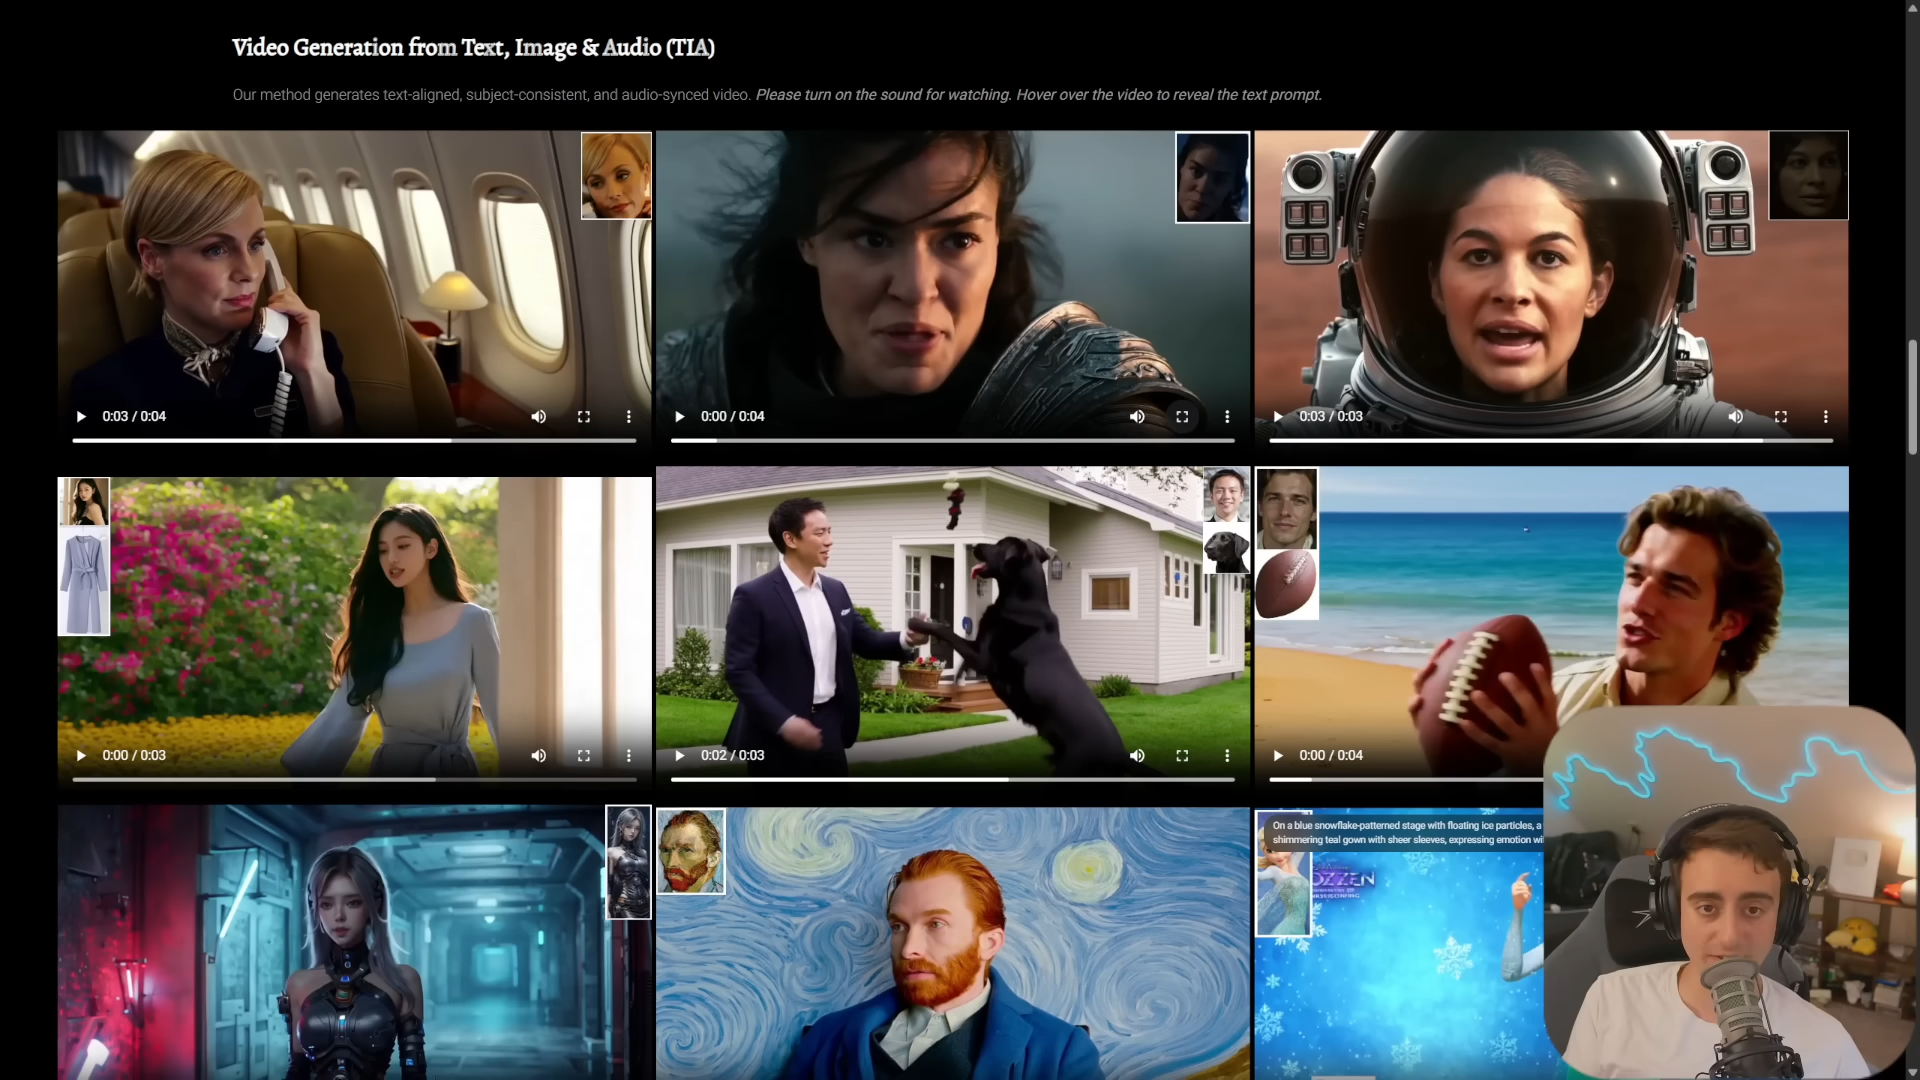 Video Generation from Text, Image & Audio (TIA)
Our method generates text-aligned, subject-consistent, and audio-synced video. Please turn on the sound for watching. Hover over the video to reveal the text prompt.
0:03 / 0:04
0:00 / 0:04
0:03 / 0:03
0:00 / 0:03
0:02 / 0:03
0:00 / 0:04
On a blue snowflake-patterned stage with floating ice particles, a
shimmering teal gown with sheer sleeves, expressing emotion wi